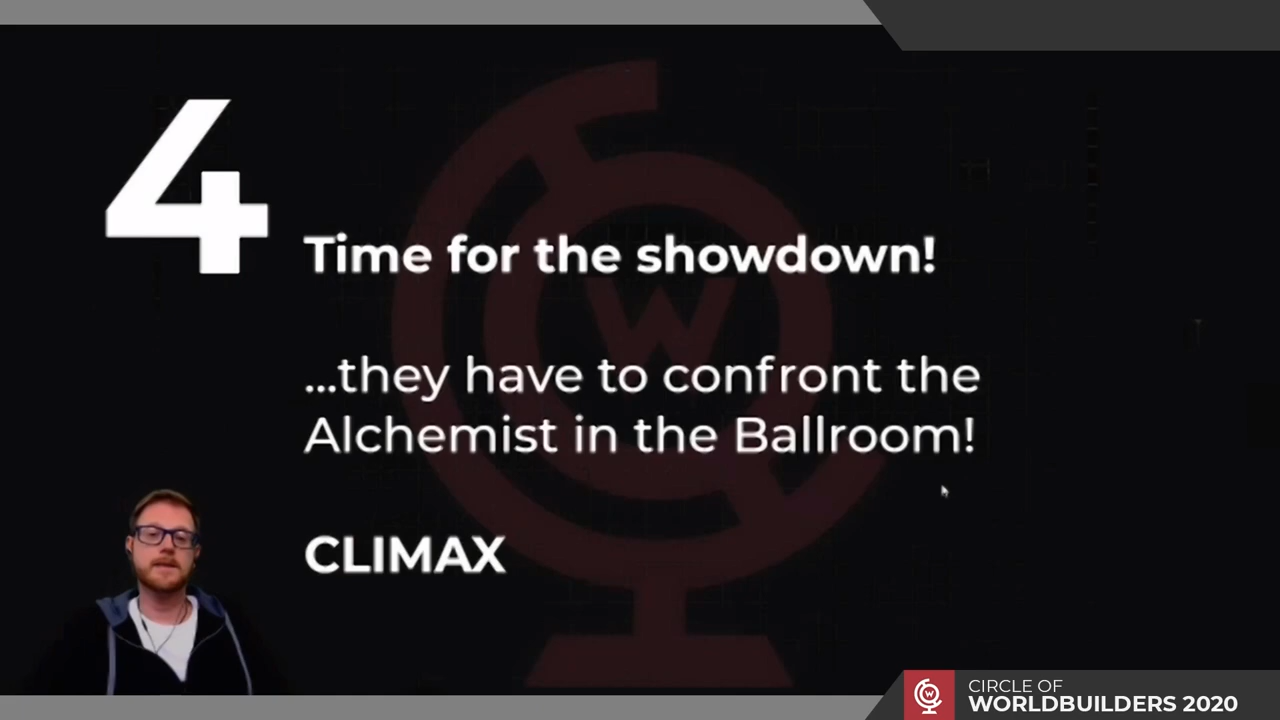 4
Time for the showdown!
...they have to confront the
Alchemist in the Ballroom!
CLIMAX
W
W
CIRCLE OF
WORLDBUILDERS 2020